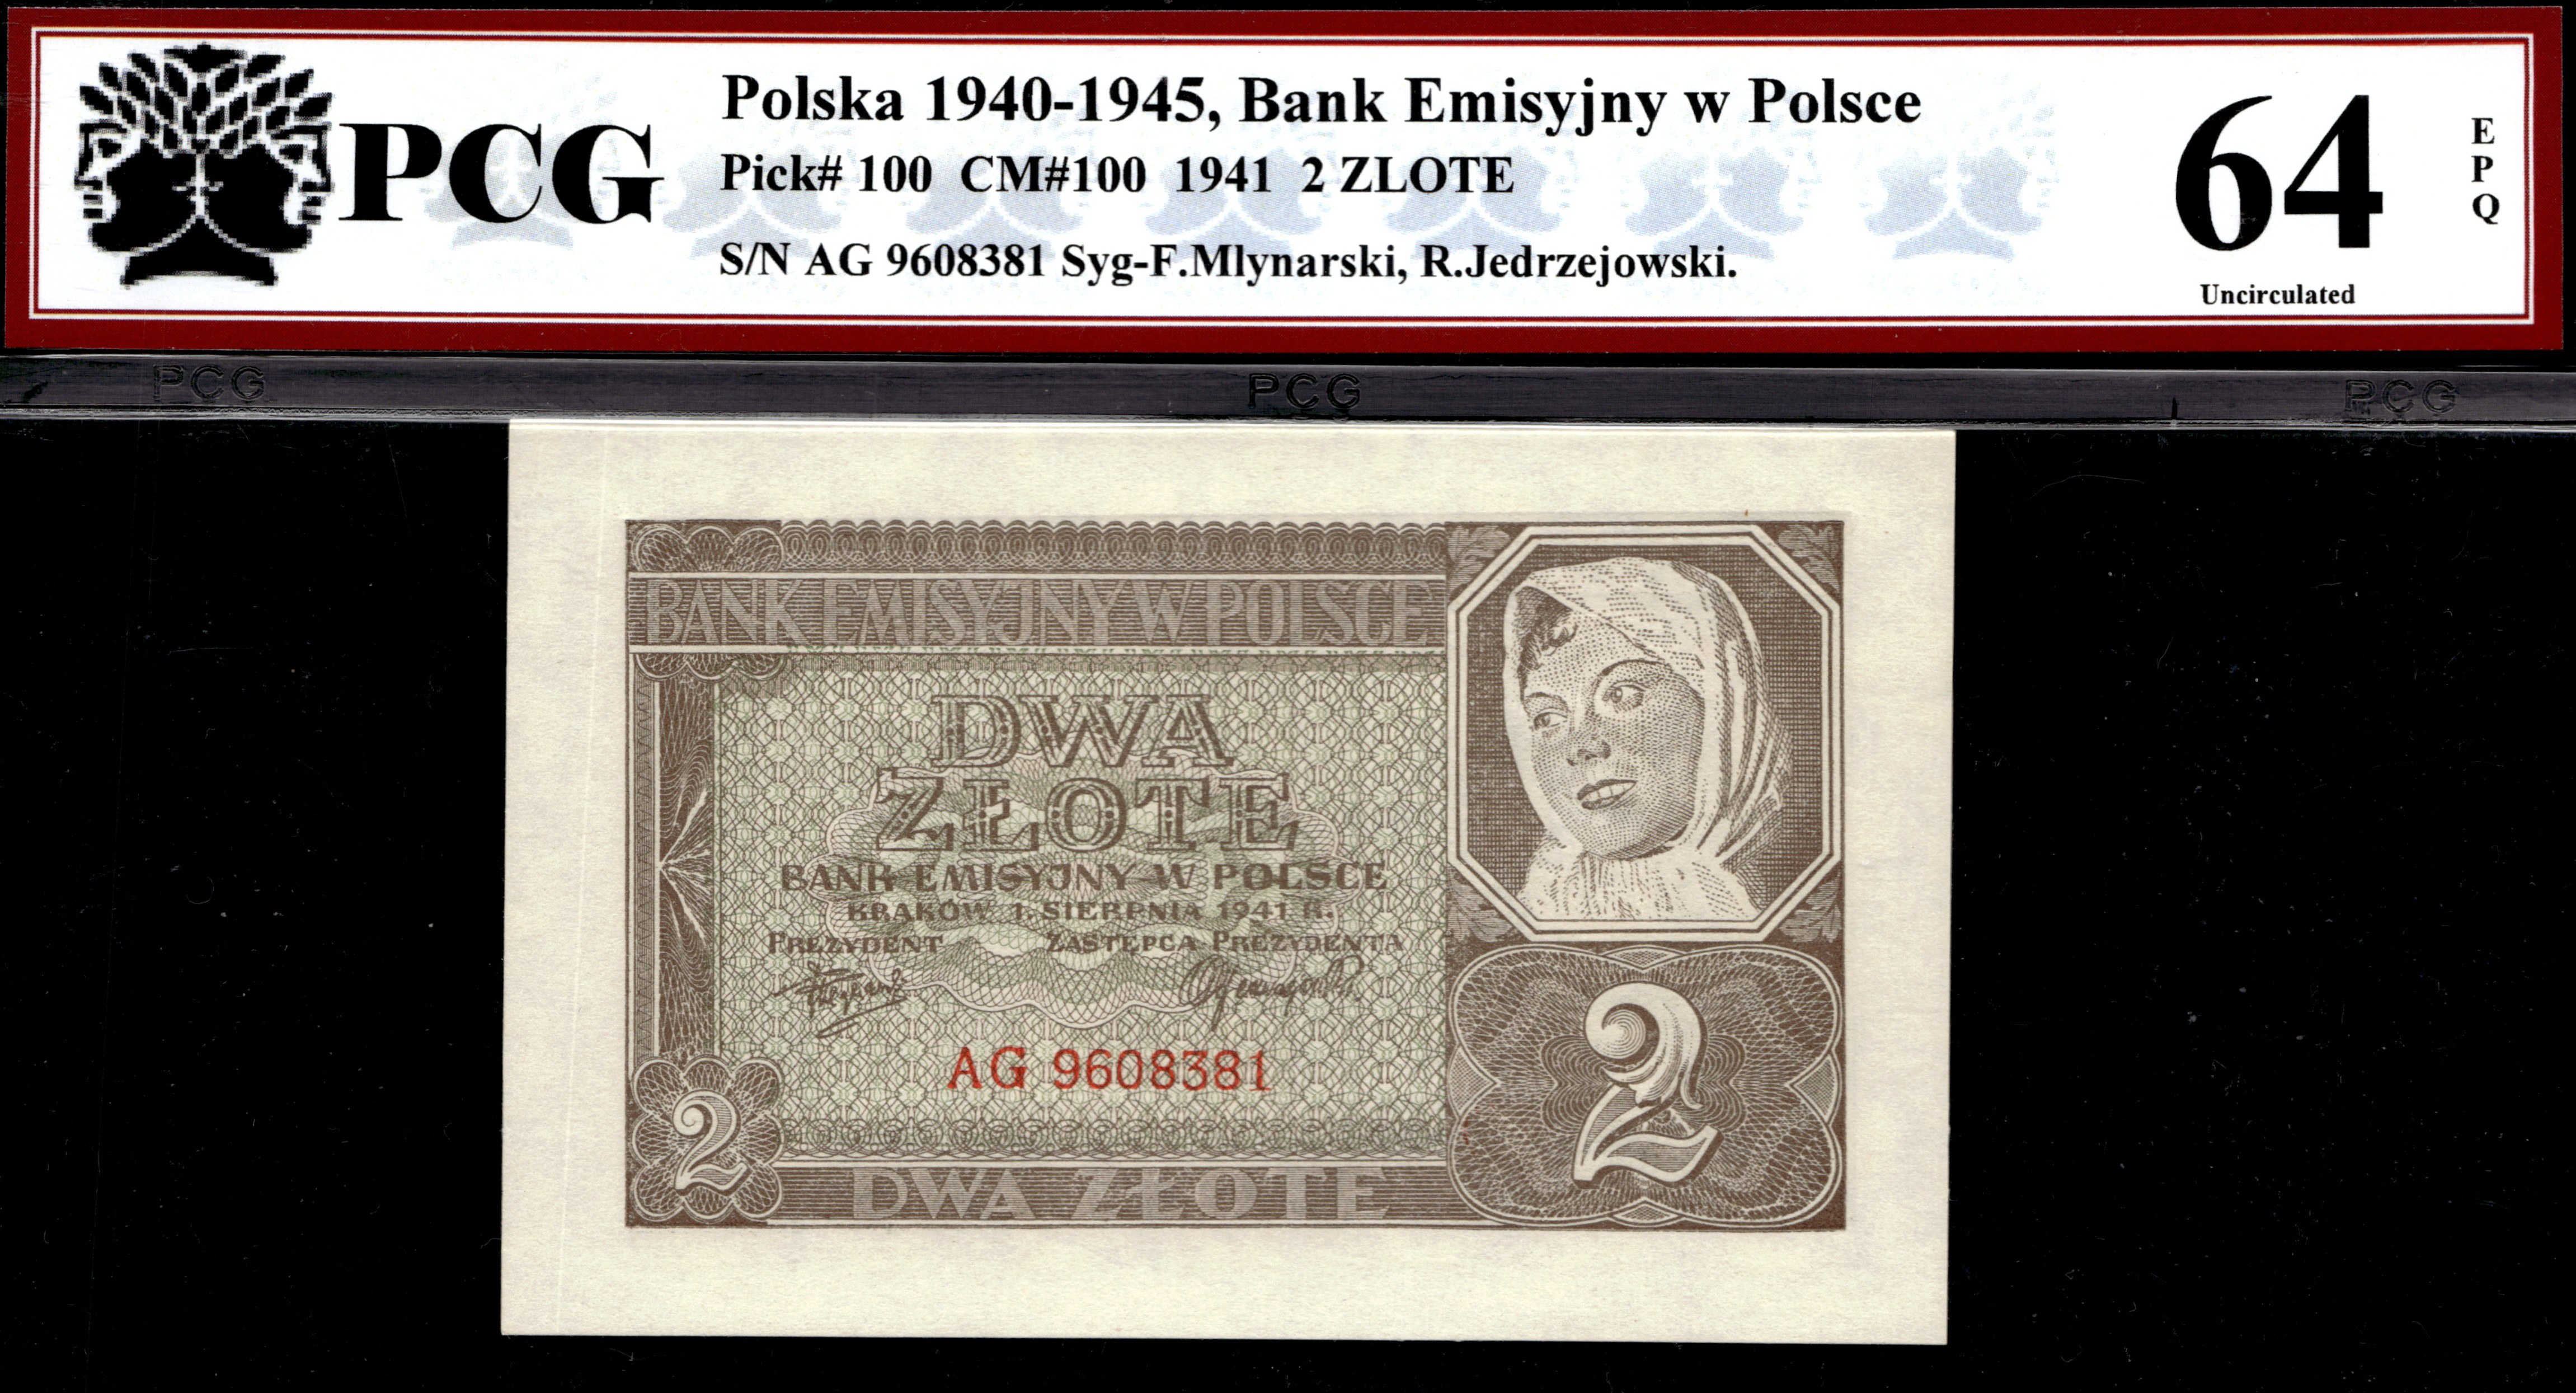 PCG
Polska 1940-1945, Bank Emisyjny w Polsce
Pick# 100 CM#100 1941 2 ZLOTE
S/N AG 9608381 Syg-F.Mlynarski, R.Jedrzejowski.
64
Uncirculated
E
P
Q
PCG PCG PCG
BANK EMISYJNY W POLSCE
DWA
ZŁOTE
BANK EMISYJNY W POLSCE
KRAKÓW 1. SIERPNIA 1941 R.
PREZYDENT ZASTĘPCA PREZYDENTA
AG 9608381
2
2
DWA ZŁOTE